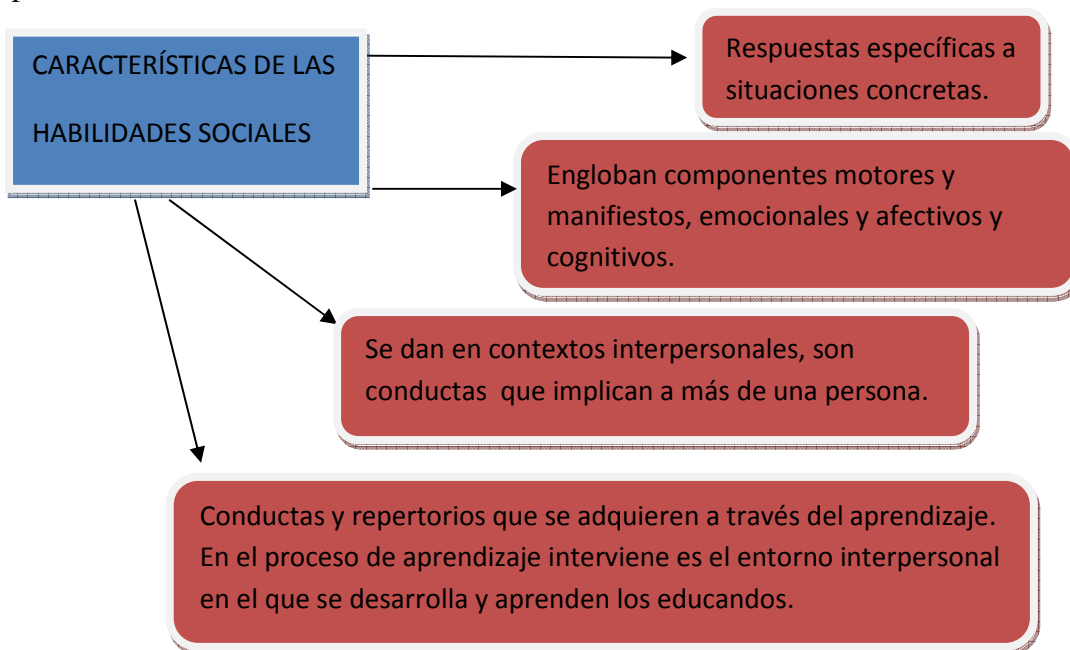 CARACTERÍSTICAS DE LAS
HABILIDADES SOCIALES
Respuestas específicas a
situaciones concretas.
Engloban componentes motores y
manifiestos, emocionales y afectivos y
cognitivos.
Se dan en contextos interpersonales, son
conductas  que implican a más de una persona.
Conductas y repertorios que se adquieren a través del aprendizaje.
En el proceso de aprendizaje interviene es el entorno interpersonal
en el que se desarrolla y aprenden los educandos.